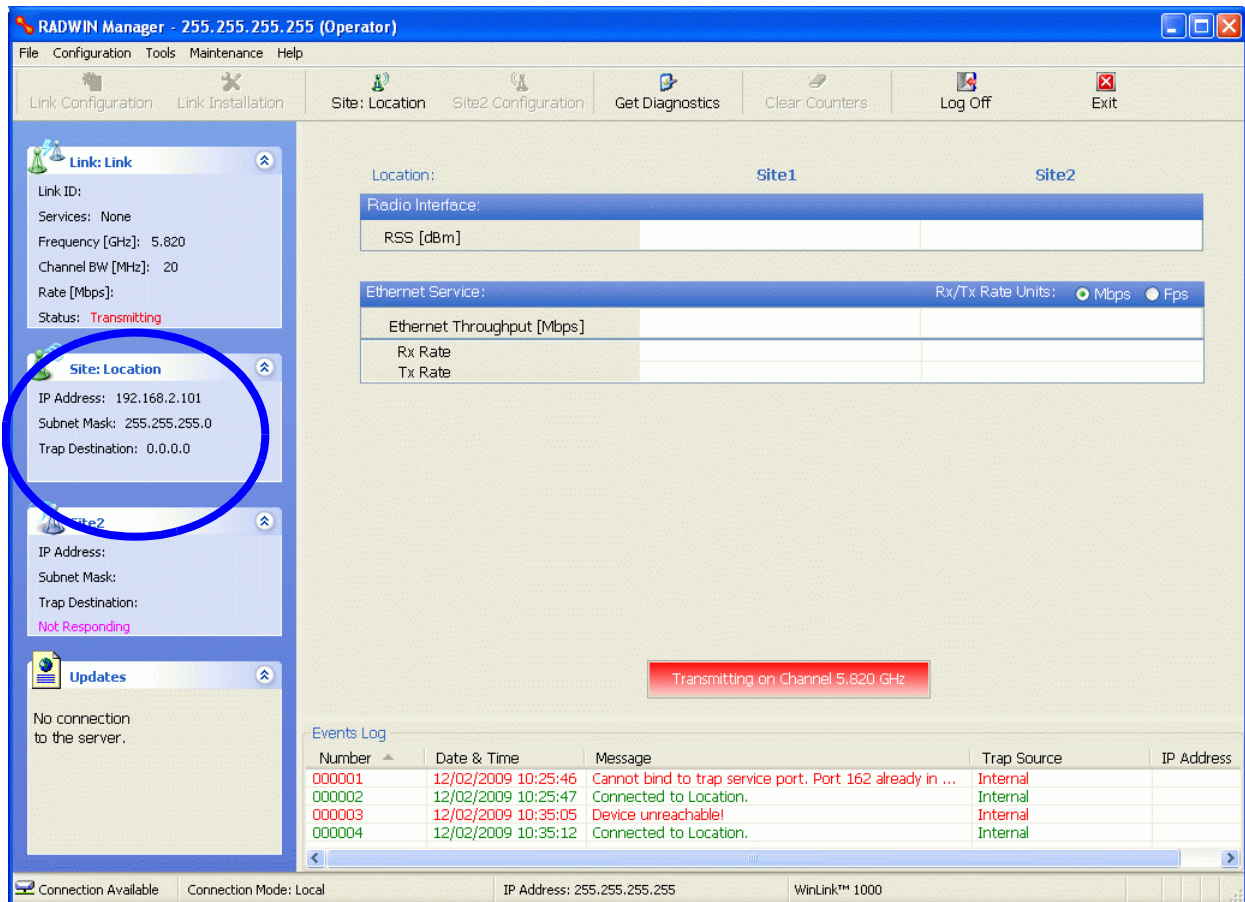 RADWIN Manager - 255.255.255.255 (Operator)
File Configuration Tools Maintenance Help
Link Configuration Link Installation Site: Location Site2 Configuration Get Diagnostics Clear Counters Log Off Exit
Link: Link
Link ID:
Services: None
Frequency [GHz]: 5.820
Channel BW [MHz]: 20
Rate [Mbps]:
Status: Transmitting
Site: Location
IP Address: 192.168.2.101
Subnet Mask: 255.255.255.0
Trap Destination: 0.0.0.0
Site2
IP Address:
Subnet Mask:
Trap Destination:
Not Responding
Updates
No connection
to the server.
Location: Site1 Site2
Radio Interface:
RSS [dBm]
Ethernet Service: Rx/Tx Rate Units: Mbps Fps
Ethernet Throughput [Mbps]
Rx Rate
Tx Rate
Transmitting on Channel 5.820 GHz
Events Log
Number Date & Time Message Trap Source IP Address
000001 12/02/2009 10:25:46 Cannot bind to trap service port. Port 162 already in ... Internal
000002 12/02/2009 10:25:47 Connected to Location. Internal
000003 12/02/2009 10:35:05 Device unreachable! Internal
000004 12/02/2009 10:35:12 Connected to Location. Internal
Connection Available Connection Mode: Local IP Address: 255.255.255.255 WinLink™ 1000